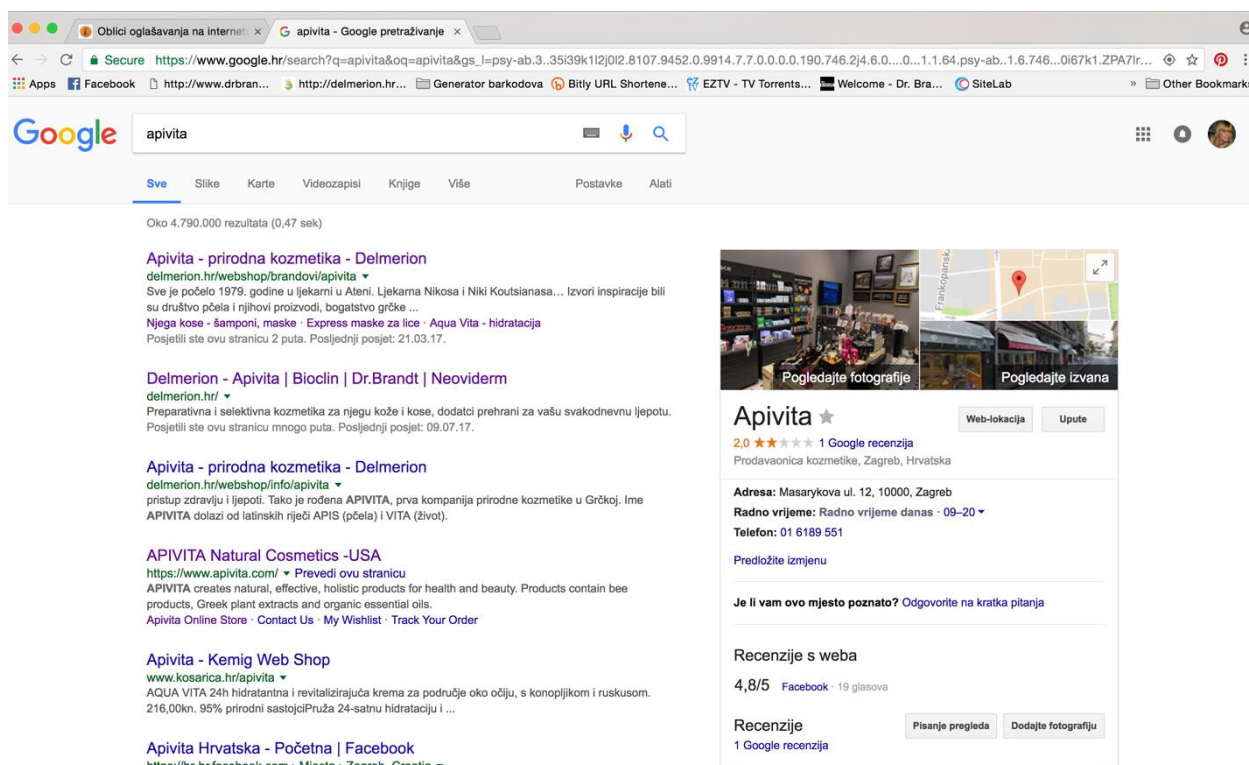 Oblici oglašavanja na internet
apivita - Google pretraživanje
Secure https://www.google.hr/search?q=apivita&oq=apivita&gs_l=psy-ab.3..35i39k1l2j0l2.8107.9452.0.9914.7.7.0.0.0.0.190.746.2j4.6.0....0...1.1.64.psy-ab..1.6.746...0i67k1.ZPA7lr...
Apps Facebook http://www.drbran... http://delmerion.hr... Generator barkodova Bitly URL Shortene... EZTV - TV Torrents... Welcome - Dr. Bra... SiteLab » Other Bookmarks
Google apivita
Sve Slike Karte Videozapisi Knjige Više Postavke Alati
Oko 4.790.000 rezultata (0,47 sek)
Apivita - prirodna kozmetika - Delmerion
delmerion.hr/webshop/brandovi/apivita
Sve je počelo 1979. godine u ljekarni u Ateni. Ljekarna Nikosa i Niki Koutsianasa... Izvori inspiracije bili
su društvo pčela i njihovi proizvodi, bogatstvo grčke ...
Njega kose - šamponi, maske · Express maske za lice · Aqua Vita - hidratacija
Posjetili ste ovu stranicu 2 puta. Posljednji posjet: 21.03.17.
Delmerion - Apivita | Bioclin | Dr.Brandt | Neoviderm
delmerion.hr/
Preparativna i selektivna kozmetika za njegu kože i kose, dodatci prehrani za vašu svakodnevnu ljepotu.
Posjetili ste ovu stranicu mnogo puta. Posljednji posjet: 09.07.17.
Apivita - prirodna kozmetika - Delmerion
delmerion.hr/webshop/info/apivita
pristup zdravlju i ljepoti. Tako je rođena APIVITA, prva kompanija prirodne kozmetike u Grčkoj. Ime
APIVITA dolazi od latinskih riječi APIS (pčela) i VITA (život).
APIVITA Natural Cosmetics -USA
https://www.apivita.com/ Prevedi ovu stranicu
APIVITA creates natural, effective, holistic products for health and beauty. Products contain bee
products, Greek plant extracts and organic essential oils.
Apivita Online Store · Contact Us · My Wishlist · Track Your Order
Apivita - Kemig Web Shop
www.kosarica.hr/apivita
AQUA VITA 24h hidratantna i revitalizirajuća krema za područje oko očiju, s konopljikom i ruskusom.
216,00kn. 95% prirodni sastojciPruža 24-satnu hidrataciju i ...
Apivita Hrvatska - Početna | Facebook
https://hr-hr.facebook.com › Mjesta › Zagreb, Croatia
Frankopansk
Pogledajte fotografije
Pogledajte izvana
Apivita
Web-lokacija
Upute
2,0 1 Google recenzija
Prodavaonica kozmetike, Zagreb, Hrvatska
Adresa: Masarykova ul. 12, 10000, Zagreb
Radno vrijeme: Radno vrijeme danas · 09–20
Telefon: 01 6189 551
Predložite izmjenu
Je li vam ovo mjesto poznato? Odgovorite na kratka pitanja
Recenzije s weba
4,8/5 Facebook · 19 glasova
Recenzije
Pisanje pregleda
Dodajte fotografiju
1 Google recenzija